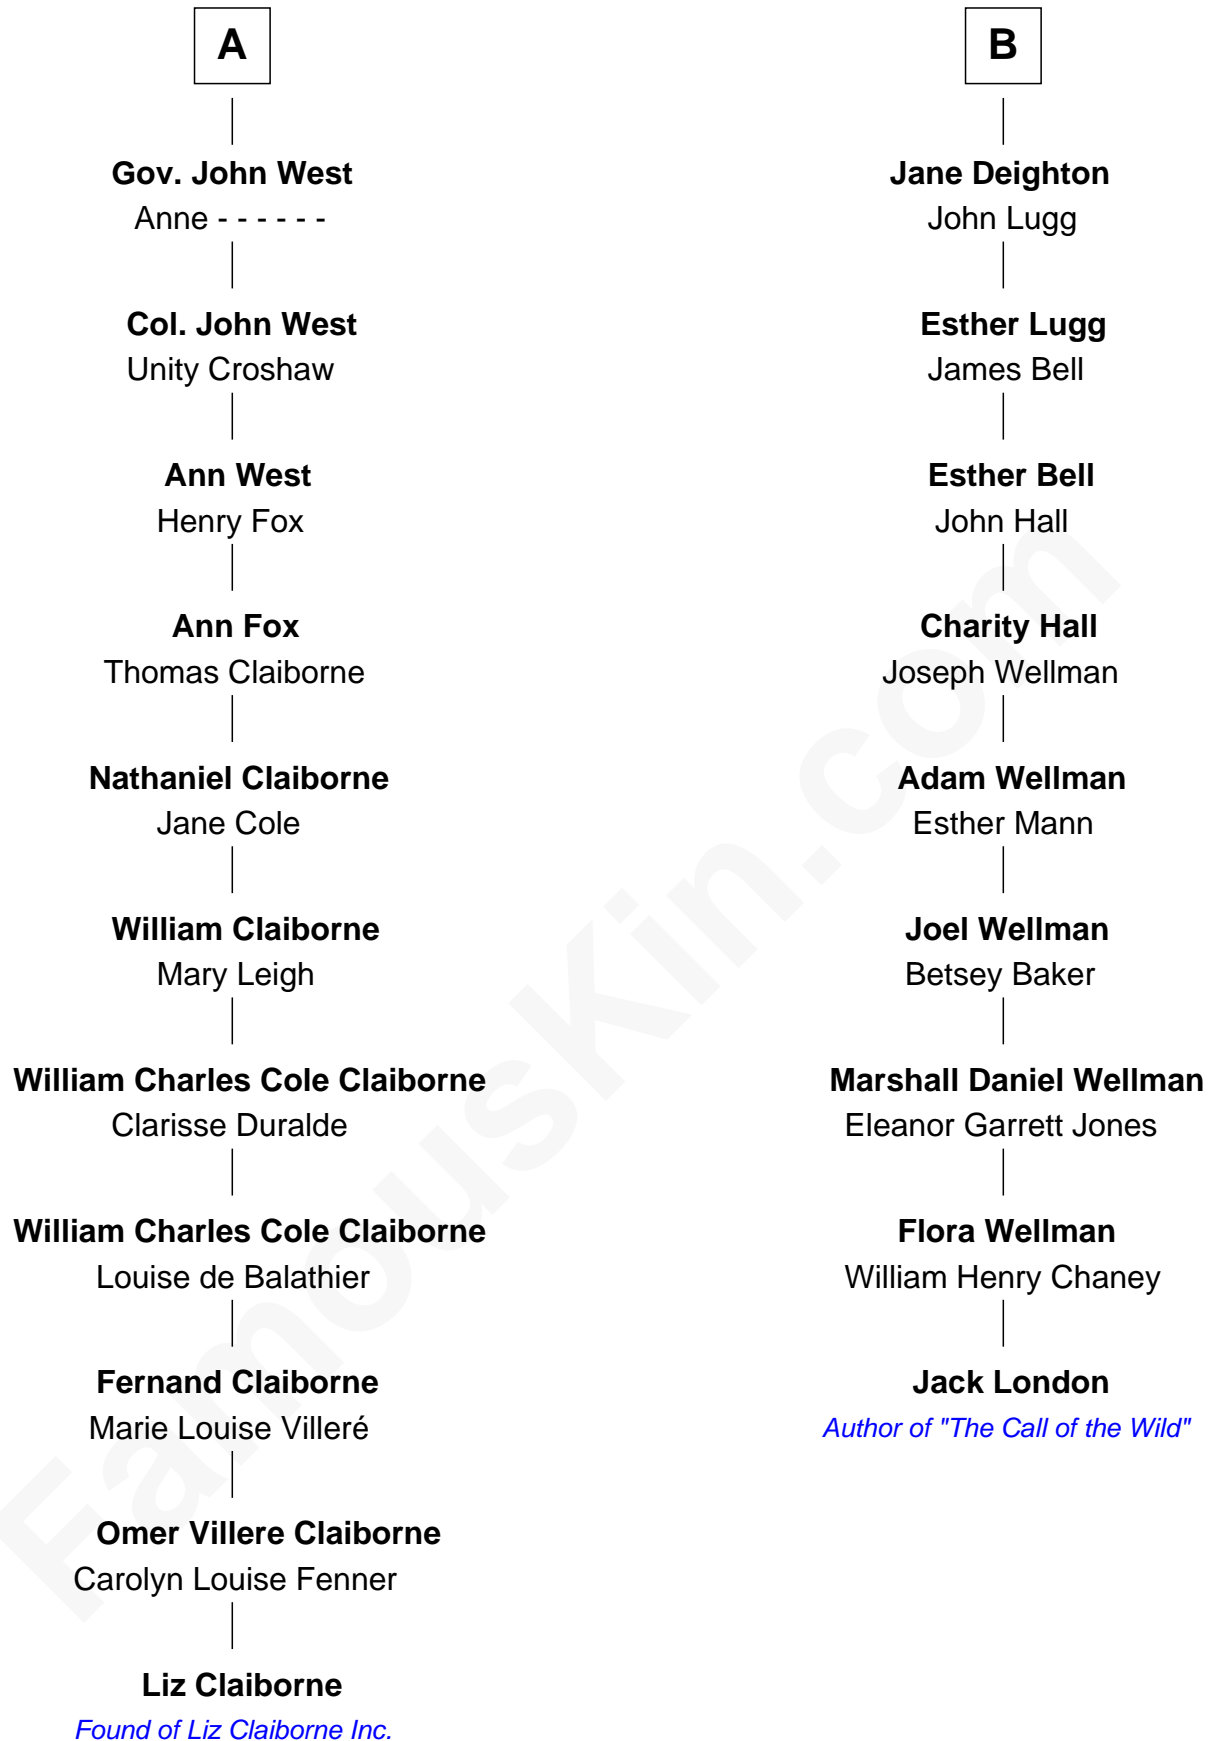 A
Gov. John West
Anne - - - - - -
Col. John West
Unity Croshaw
Ann West
Henry Fox
Ann Fox
Thomas Claiborne
Nathaniel Claiborne
Jane Cole
William Claiborne
Mary Leigh
William Charles Cole Claiborne
Clarisse Duralde
William Charles Cole Claiborne
Louise de Balathier
Fernand Claiborne
Marie Louise Villeré
Omer Villere Claiborne
Carolyn Louise Fenner
Liz Claiborne
Found of Liz Claiborne Inc.
B
Jane Deighton
John Lugg
Esther Lugg
James Bell
Esther Bell
John Hall
Charity Hall
Joseph Wellman
Adam Wellman
Esther Mann
Joel Wellman
Betsey Baker
Marshall Daniel Wellman
Eleanor Garrett Jones
Flora Wellman
William Henry Chaney
Jack London
Author of "The Call of the Wild"
FamousKin.com